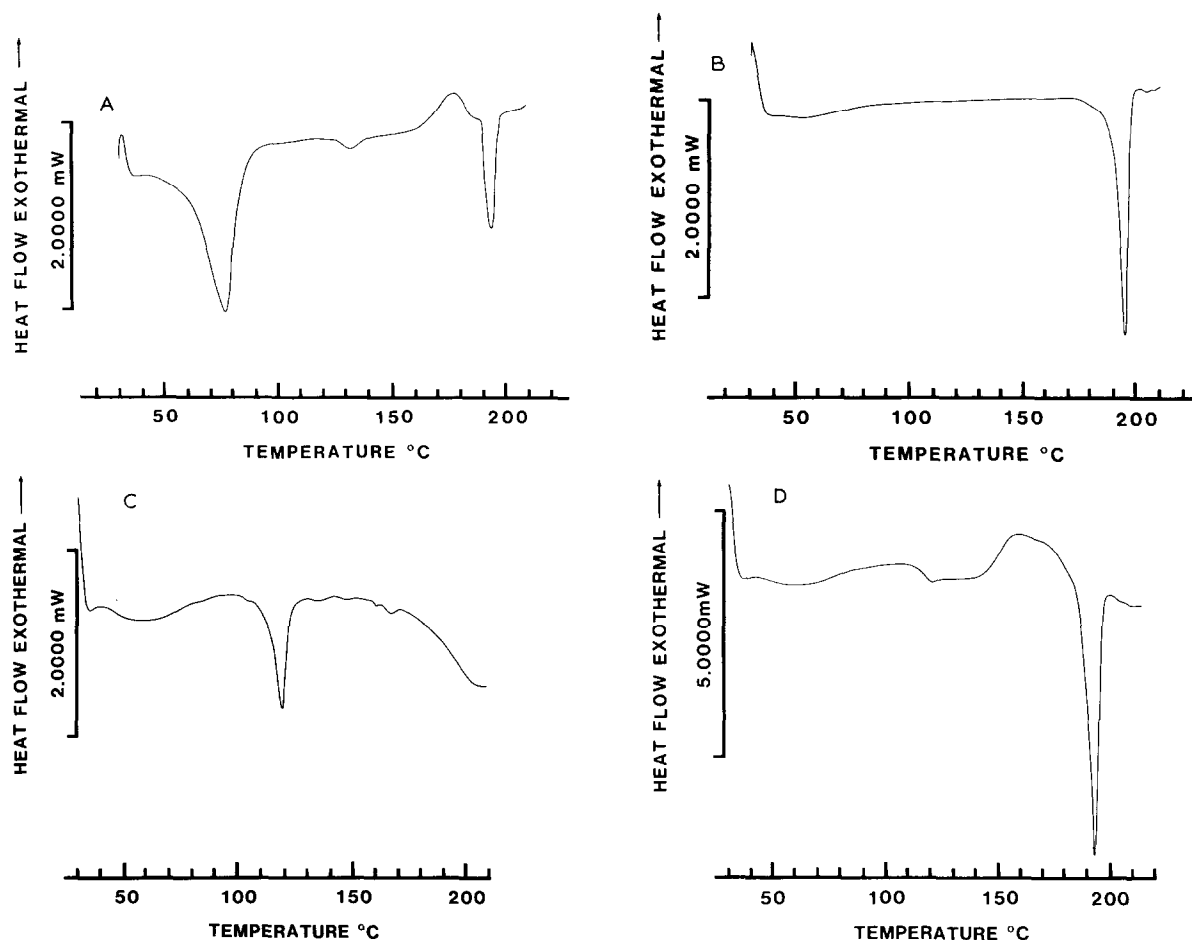 A
HEAT FLOW EXOTHERMAL
2.0000 mW
50 100 150 200
TEMPERATURE °C
B
HEAT FLOW EXOTHERMAL
2.0000 mW
50 100 150 200
TEMPERATURE °C
C
HEAT FLOW EXOTHERMAL
2.0000 mW
50 100 150 200
TEMPERATURE °C
D
HEAT FLOW EXOTHERMAL
5.0000mW
50 100 150 200
TEMPERATURE °C